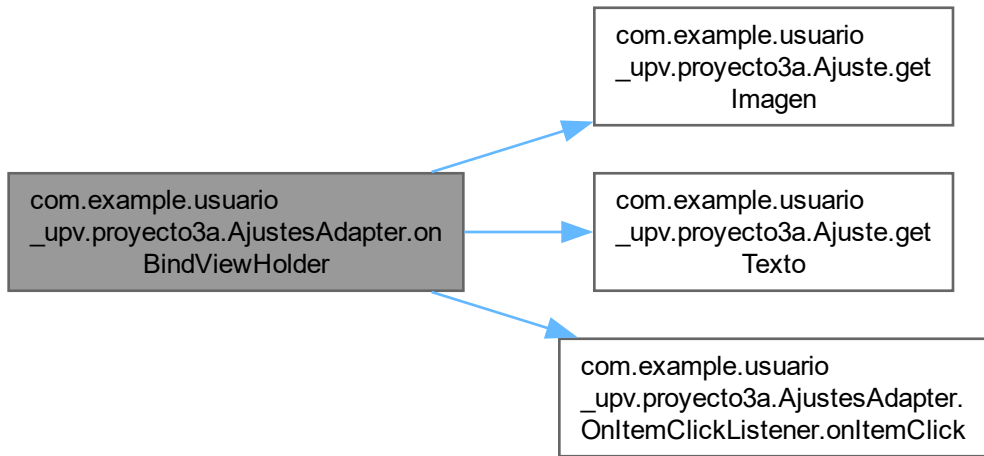 com.example.usuario
_upv.proyecto3a.Ajuste.get
Imagen
com.example.usuario
_upv.proyecto3a.AjustesAdapter.on
BindViewHolder
com.example.usuario
_upv.proyecto3a.Ajuste.get
Texto
com.example.usuario
_upv.proyecto3a.AjustesAdapter.
OnItemClickListener.onItemClick